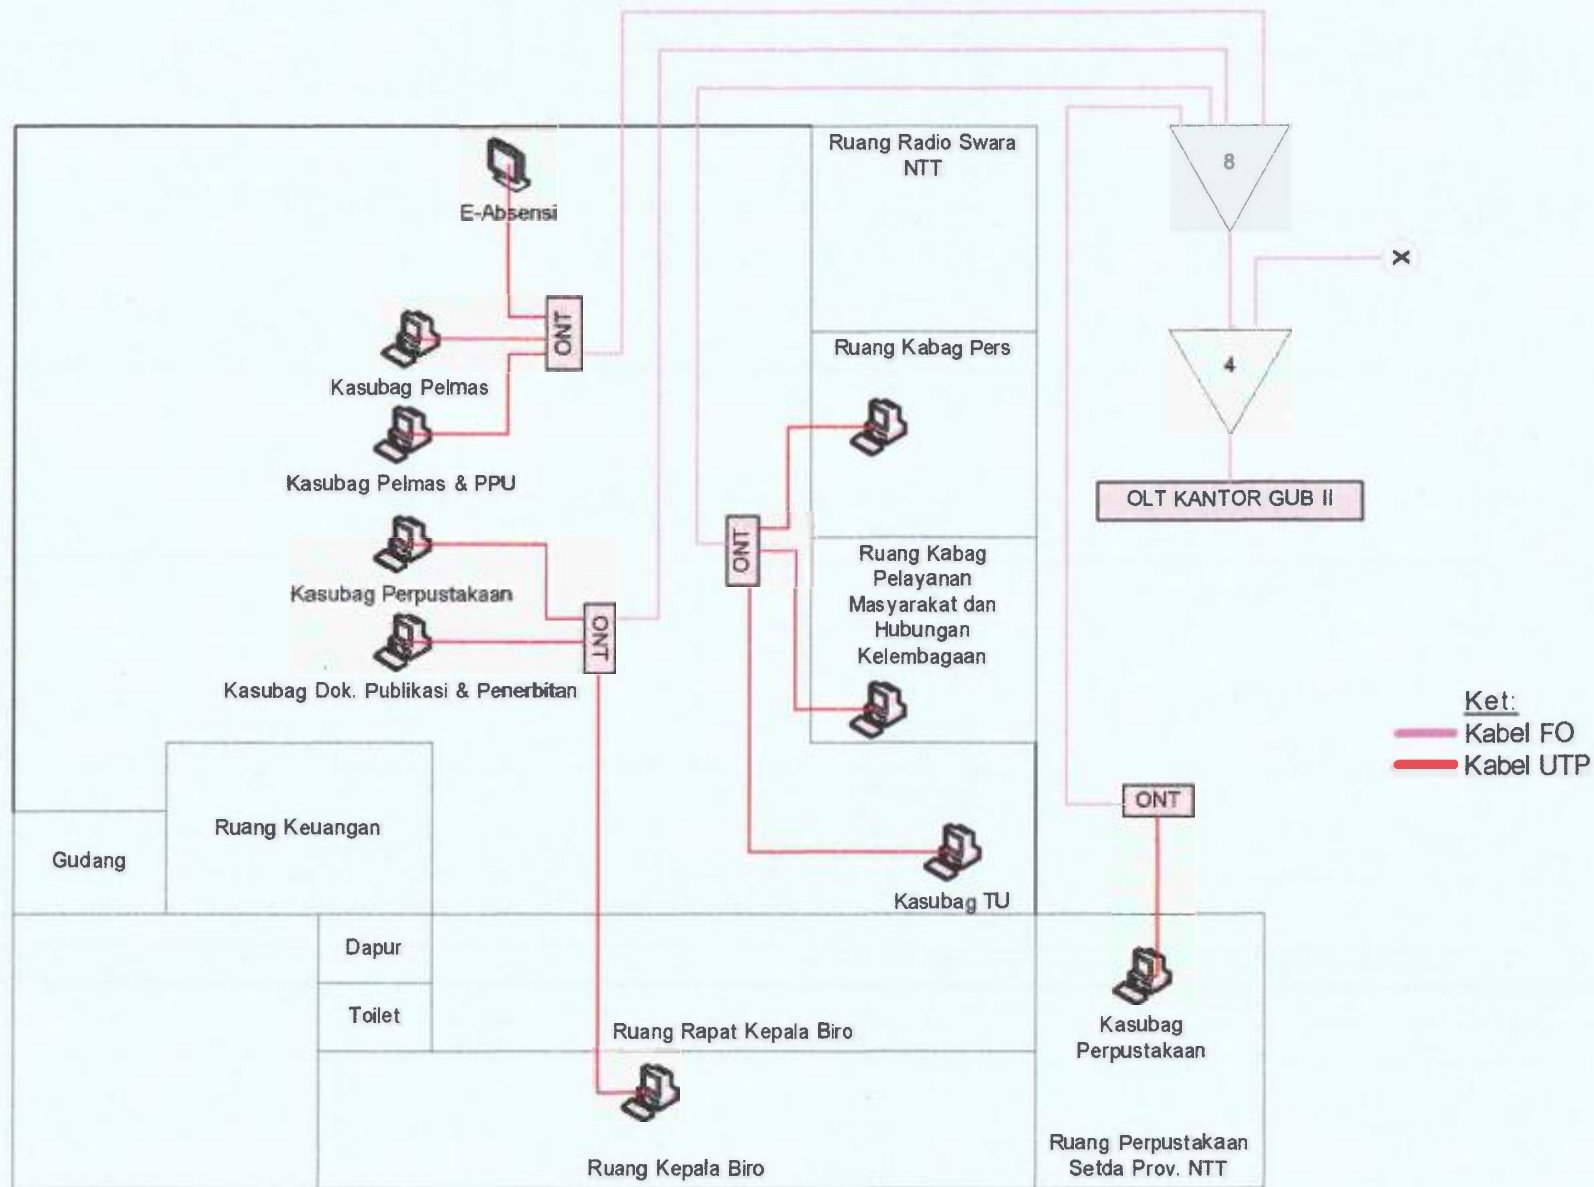 Ruang Radio Swara
NTT
8
E-Absensi
X
ONT
Ruang Kabag Pers
4
Kasubag Pelmas
Kasubag Pelmas & PPU
OLT KANTOR GUB II
ONT
Ruang Kabag
Pelayanan
Masyarakat dan
Hubungan
Kelembagaan
Kasubag Perpustakaan
ONT
Kasubag Dok. Publikasi & Penerbitan
Ket:
Kabel FO
Kabel UTP
ONT
Ruang Keuangan
Gudang
Kasubag TU
Dapur
Toilet
Ruang Rapat Kepala Biro
Kasubag
Perpustakaan
Ruang Kepala Biro
Ruang Perpustakaan
Setda Prov. NTT